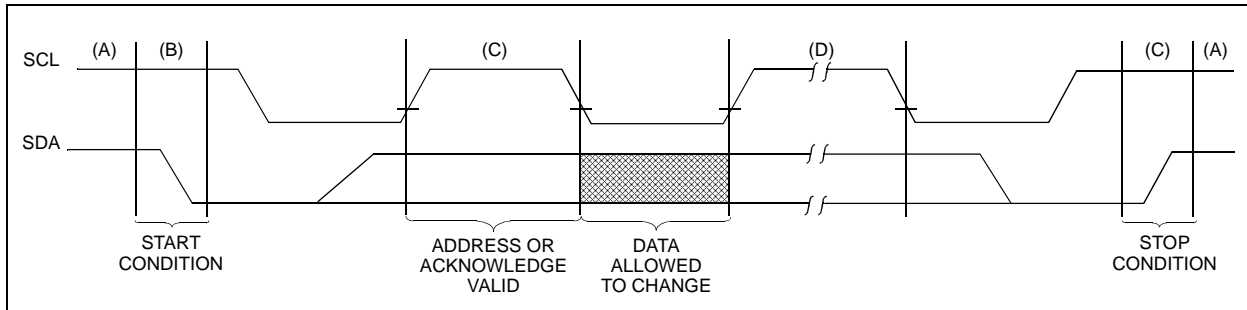 (A) (B) (C) (D) (C) (A)
SCL
SDA
START
CONDITION
ADDRESS OR
ACKNOWLEDGE
VALID
DATA
ALLOWED
TO CHANGE
STOP
CONDITION